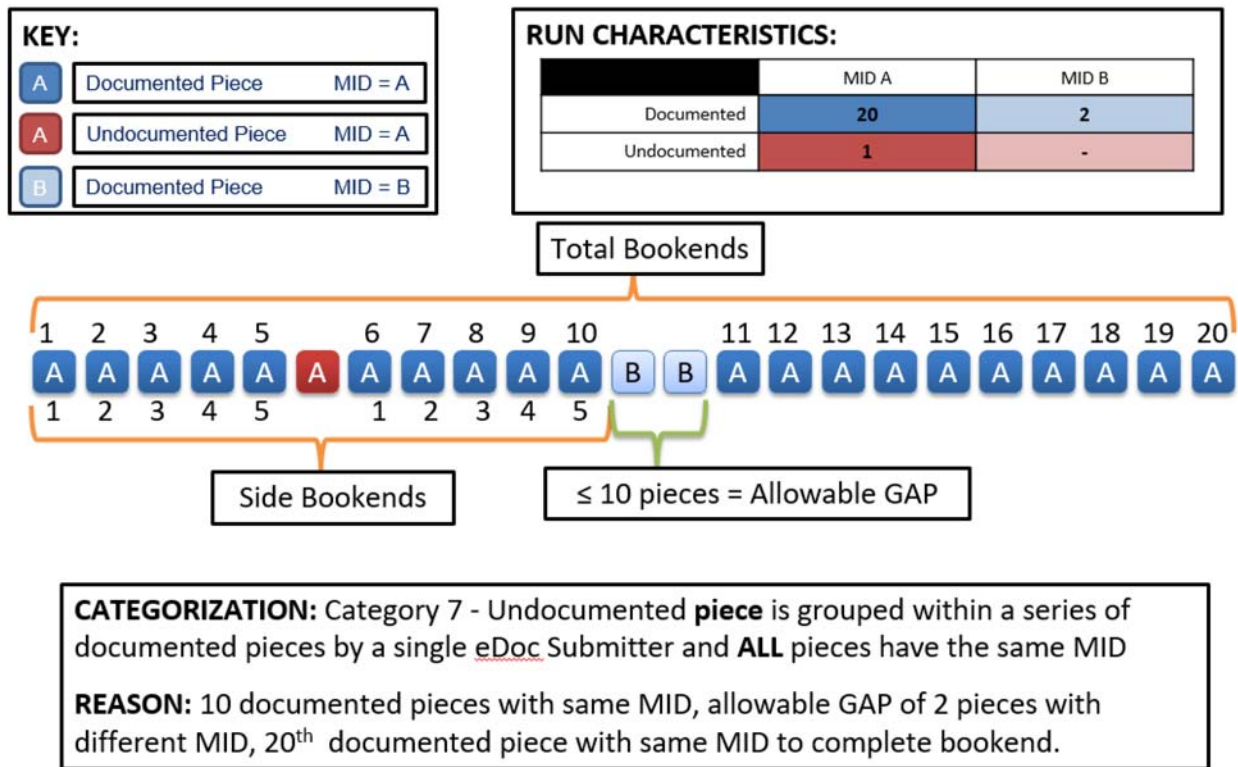 KEY:
A Documented Piece MID = A
A Undocumented Piece MID = A
B Documented Piece MID = B
RUN CHARACTERISTICS:
MID A MID B
Documented 20 2
Undocumented 1 -
Total Bookends
1 2 3 4 5 6 7 8 9 10 11 12 13 14 15 16 17 18 19 20
A A A A A A A A A A A B B A A A A A A A A A A
1 2 3 4 5 1 2 3 4 5
Side Bookends
≤ 10 pieces = Allowable GAP
CATEGORIZATION: Category 7 - Undocumented piece is grouped within a series of
documented pieces by a single eDoc Submitter and ALL pieces have the same MID
REASON: 10 documented pieces with same MID, allowable GAP of 2 pieces with
different MID, 20th documented piece with same MID to complete bookend.